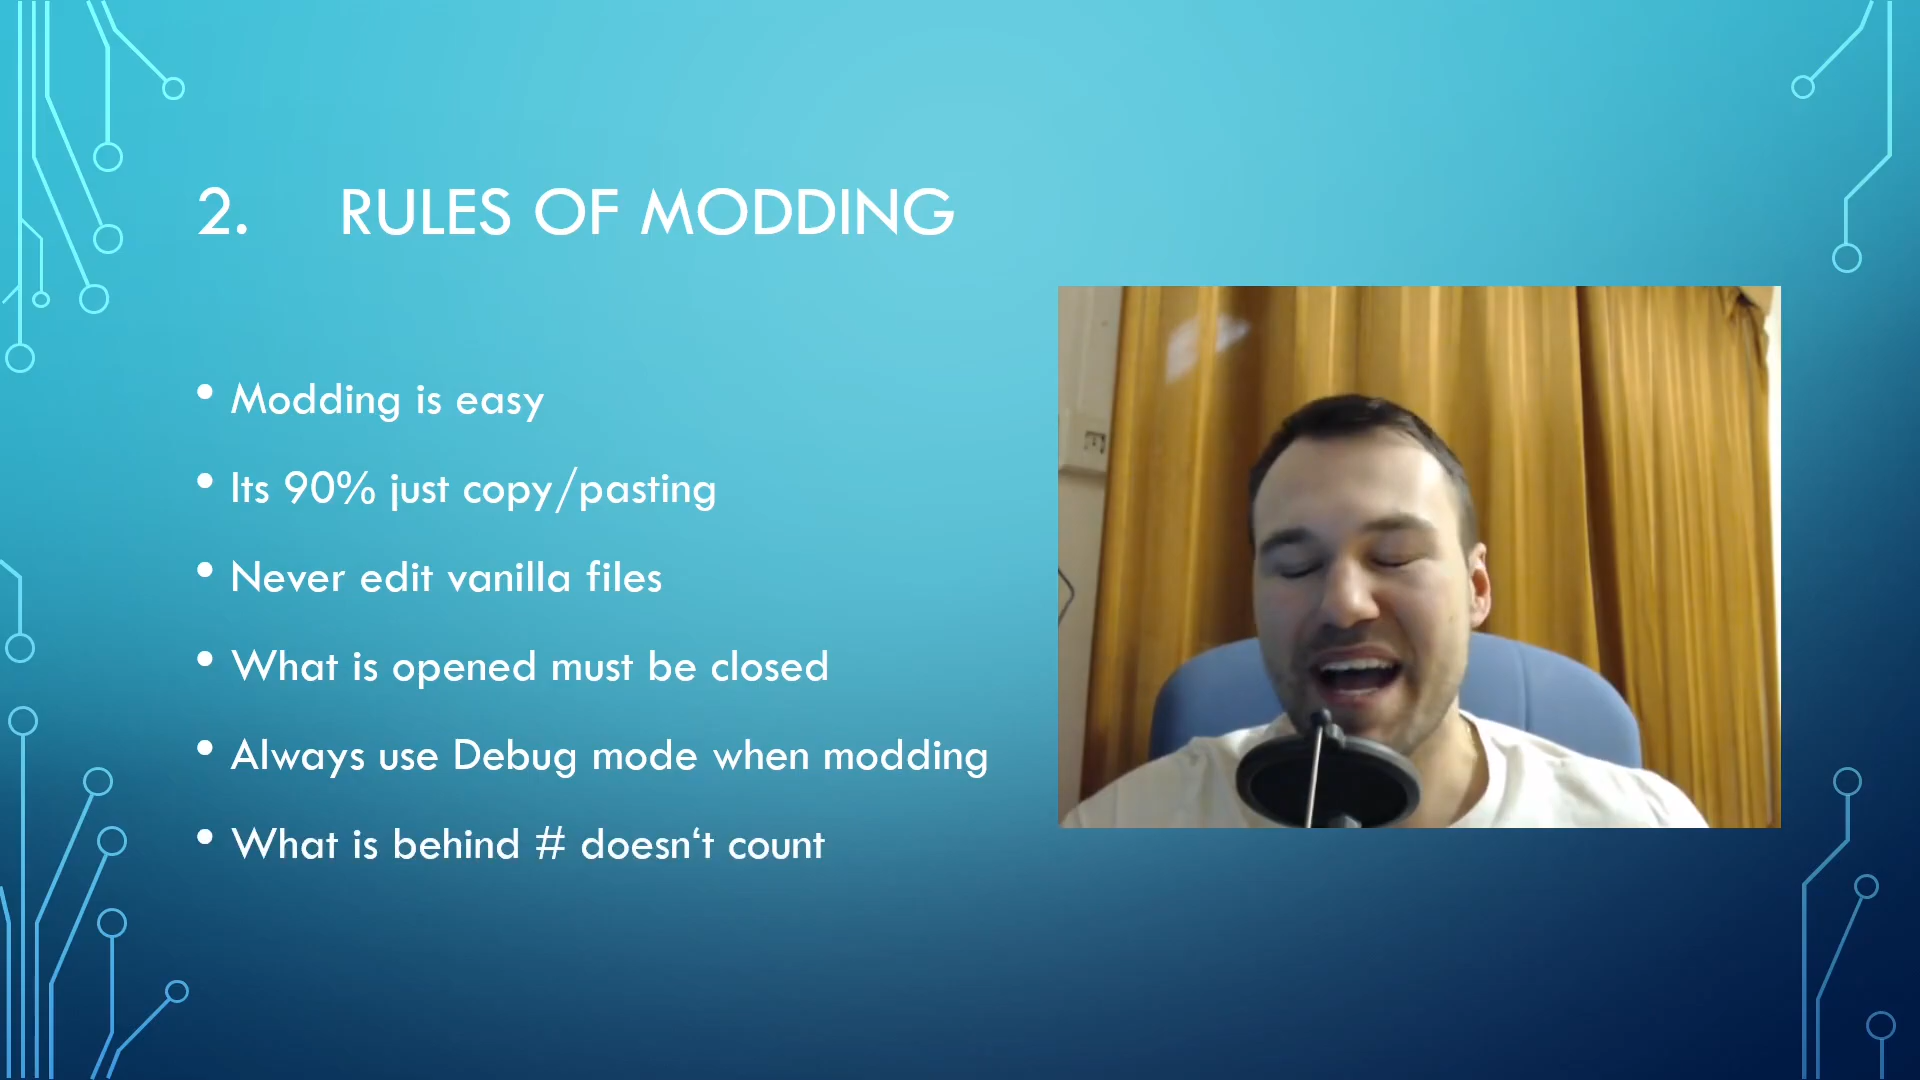 2. RULES OF MODDING
• Modding is easy
• Its 90% just copy/pasting
• Never edit vanilla files
• What is opened must be closed
• Always use Debug mode when modding
• What is behind # doesn‘t count